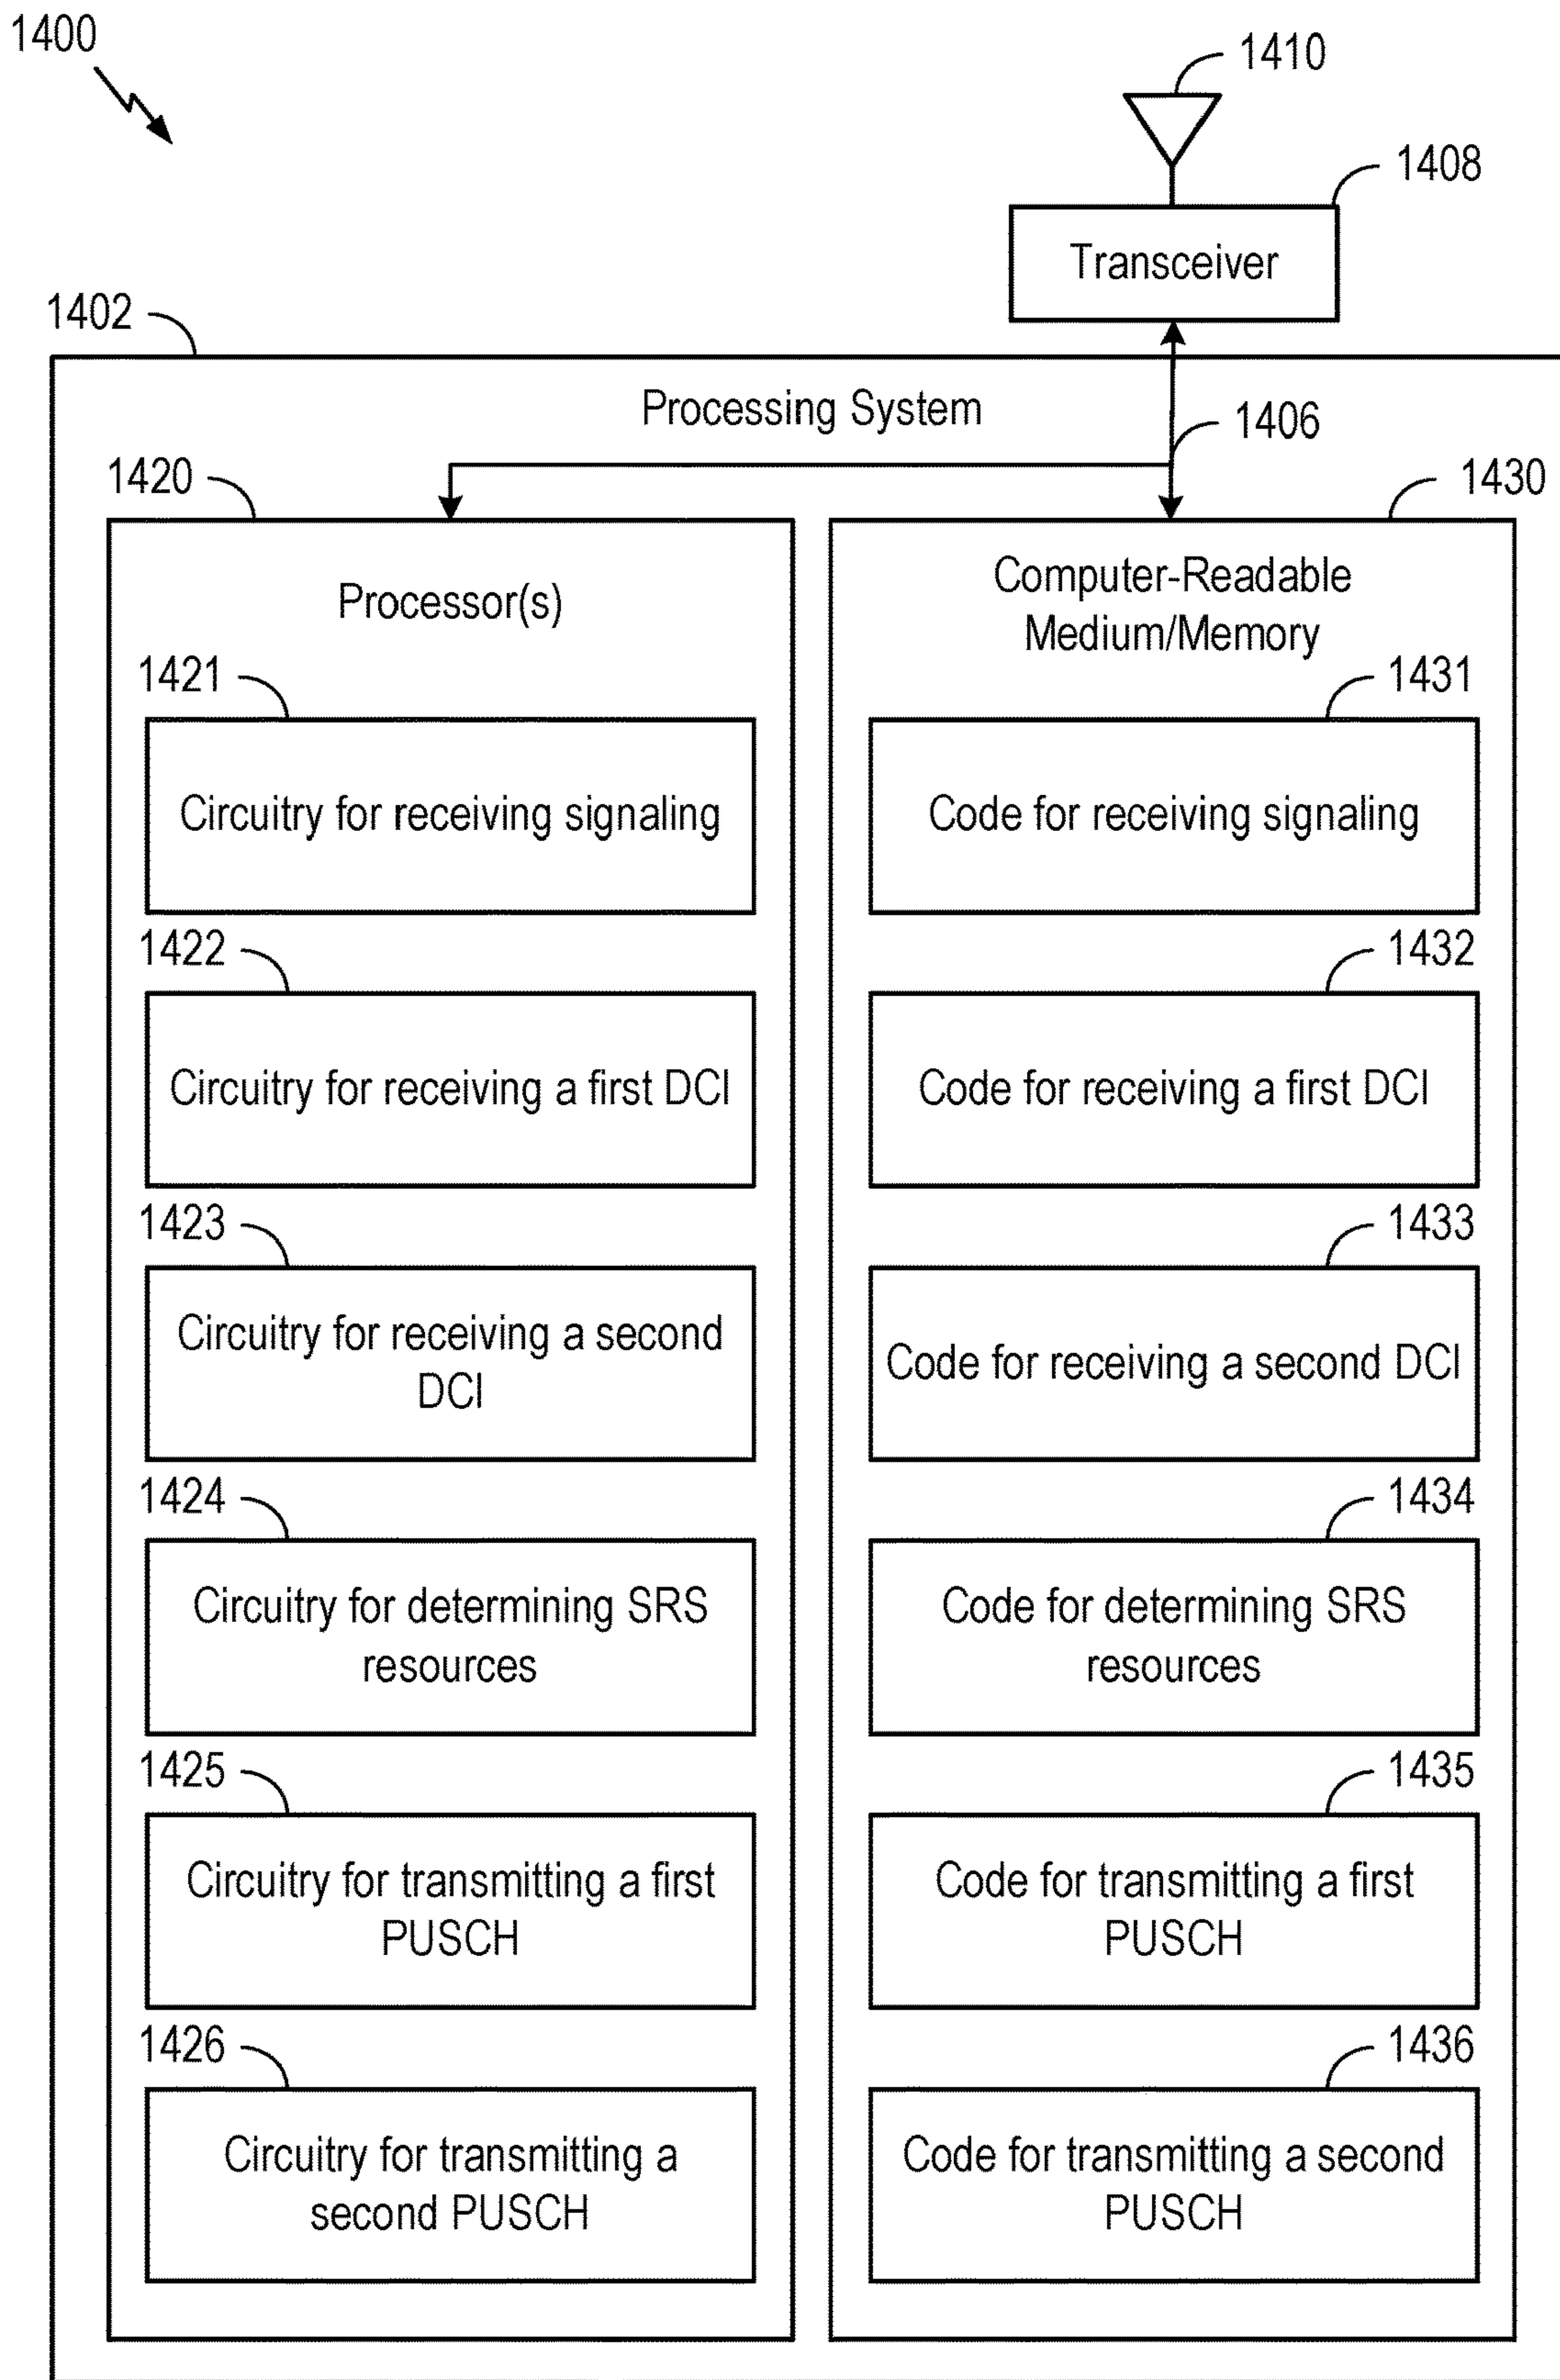 1400
1410
1408
Transceiver
1402
Processing System
1406
1420
1430
Processor(s)
Computer-Readable
Medium/Memory
1421
Circuitry for receiving signaling
1422
Circuitry for receiving a first DCI
1423
Circuitry for receiving a second
DCI
1424
Circuitry for determining SRS
resources
1425
Circuitry for transmitting a first
PUSCH
1426
Circuitry for transmitting a
second PUSCH
1431
Code for receiving signaling
1432
Code for receiving a first DCI
1433
Code for receiving a second DCI
1434
Code for determining SRS
resources
1435
Code for transmitting a first
PUSCH
1436
Code for transmitting a second
PUSCH